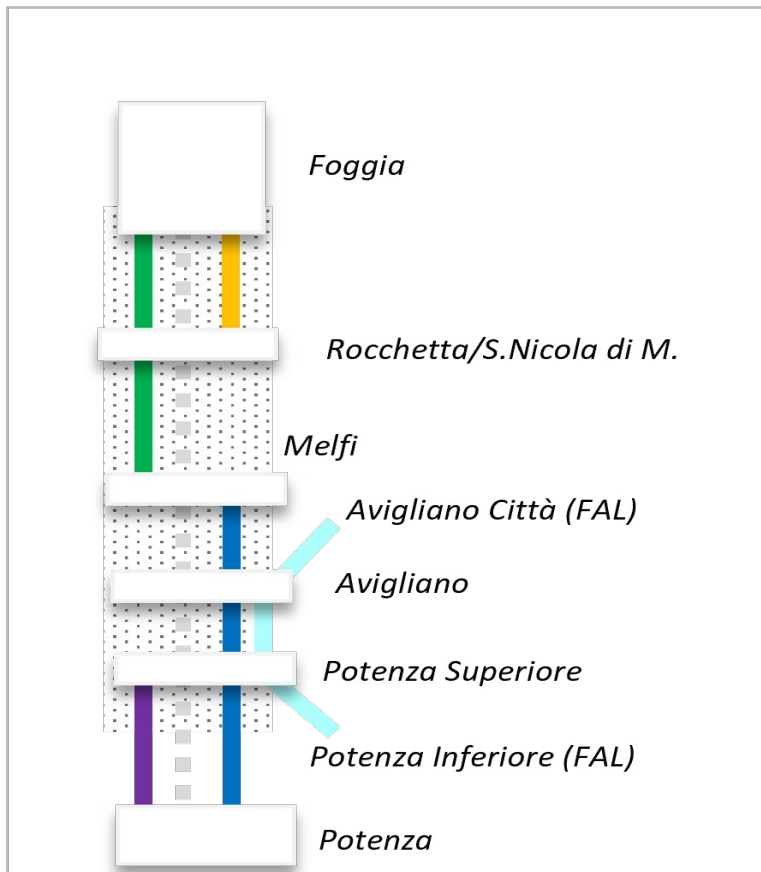 Foggia
Rocchetta/S.Nicola di M.
Melfi
Avigliano Città (FAL)
Avigliano
Potenza Superiore
Potenza Inferiore (FAL)
Potenza